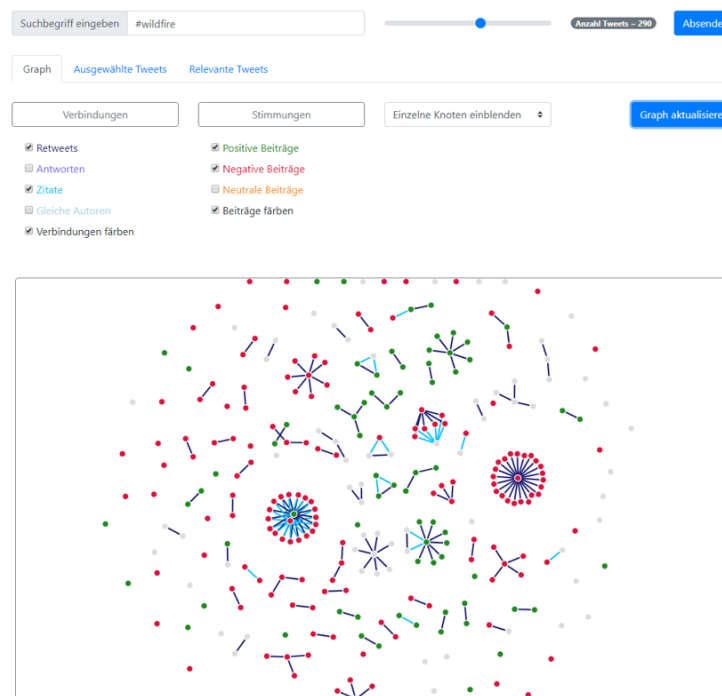 Suchbegriff eingeben #wildfire Anzahl Tweets ~ 290 Absende
Graph Ausgewählte Tweets Relevante Tweets
Verbindungen Stimmungen Einzelne Knoten einblenden Graph aktualisiere
Retweets Positive Beiträge
Antworten Negative Beiträge
Zitate Neutrale Beiträge
Gleiche Autoren Beiträge färben
Verbindungen färben